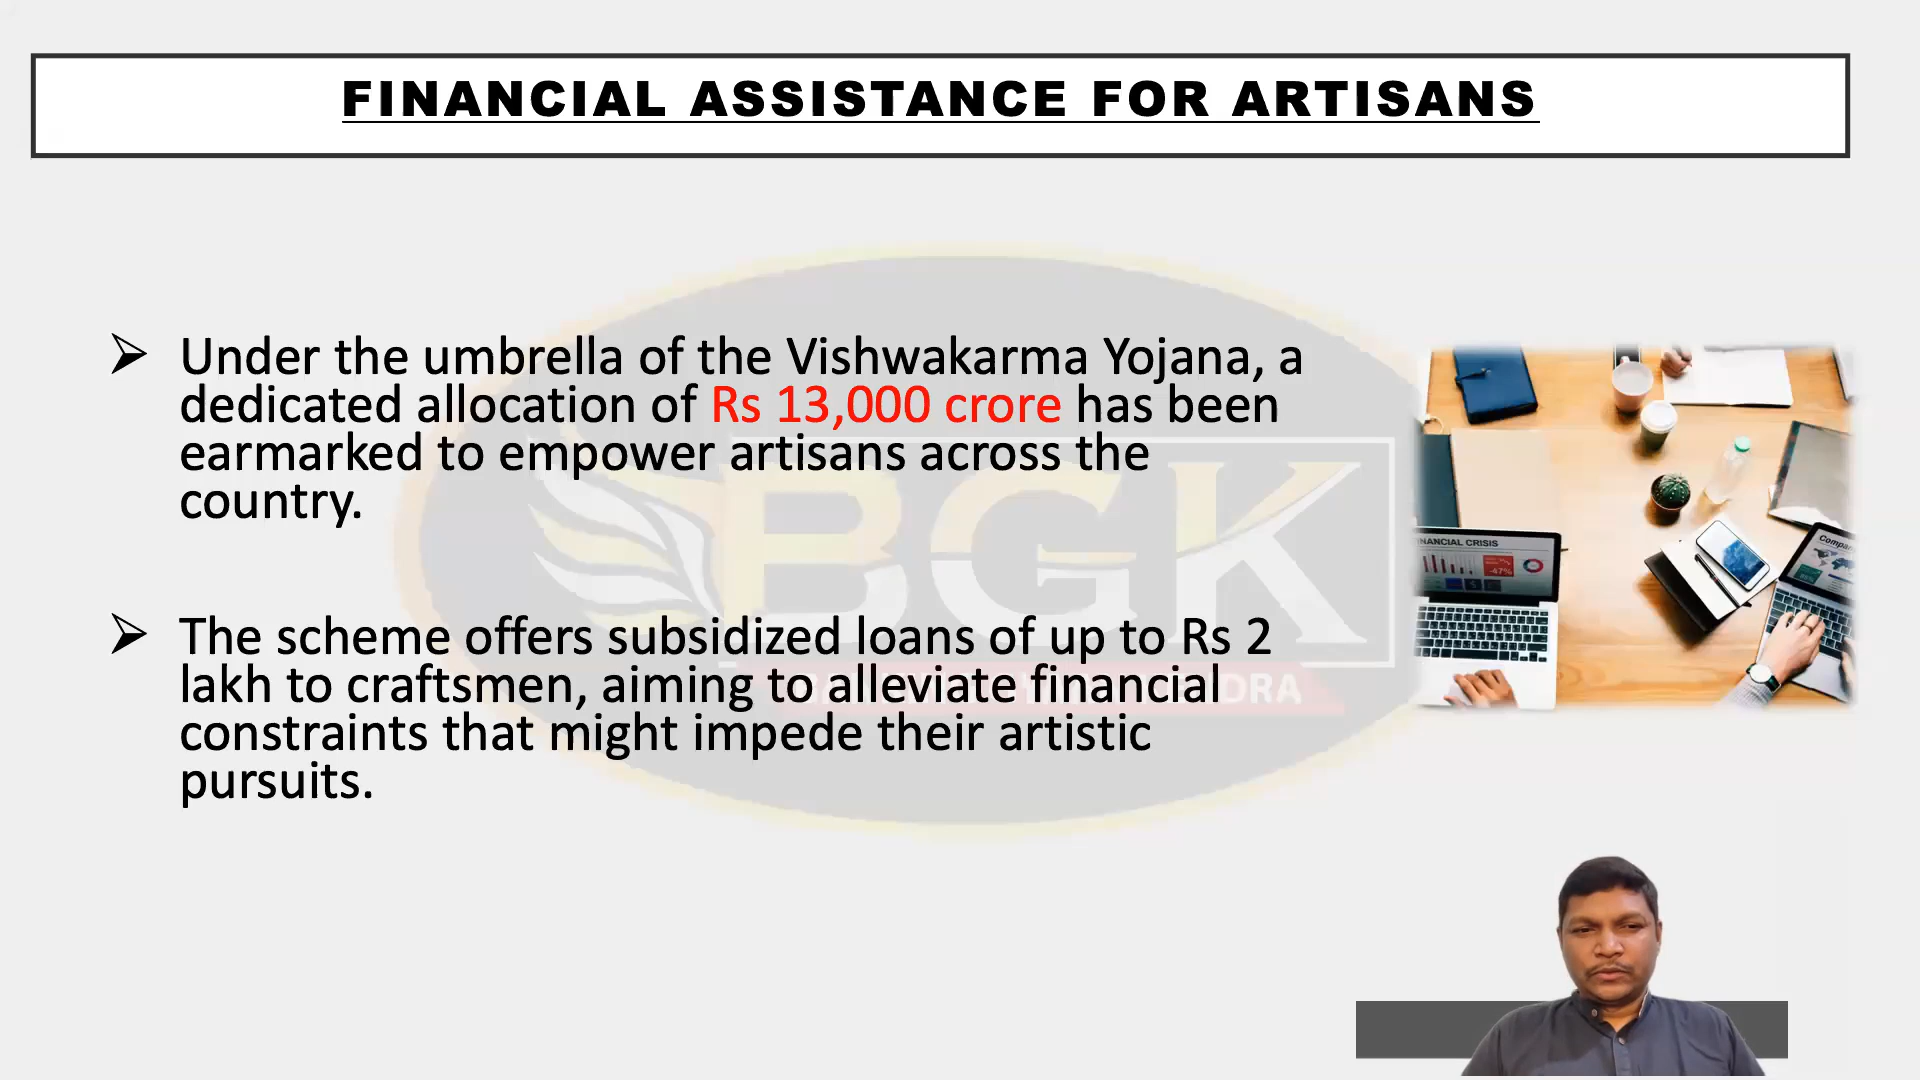 FINANCIAL ASSISTANCE FOR ARTISANS
Under the umbrella of the Vishwakarma Yojana, a
dedicated allocation of Rs 13,000 crore has been
earmarked to empower artisans across the
country.
The scheme offers subsidized loans of up to Rs 2
lakh to craftsmen, aiming to alleviate financial
constraints that might impede their artistic
pursuits.
BGK
NANCIAL CRISIS
-47%